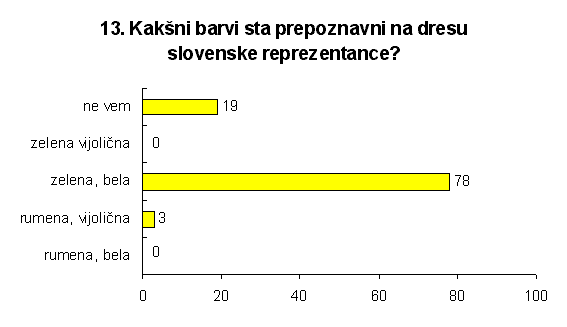 13. Kakšni barvi sta prepoznavni na dresu
slovenske reprezentance?
ne vem 19
zelena vijolična 0
zelena, bela 78
rumena, vijolična 3
rumena, bela 0
0 20 40 60 80 100